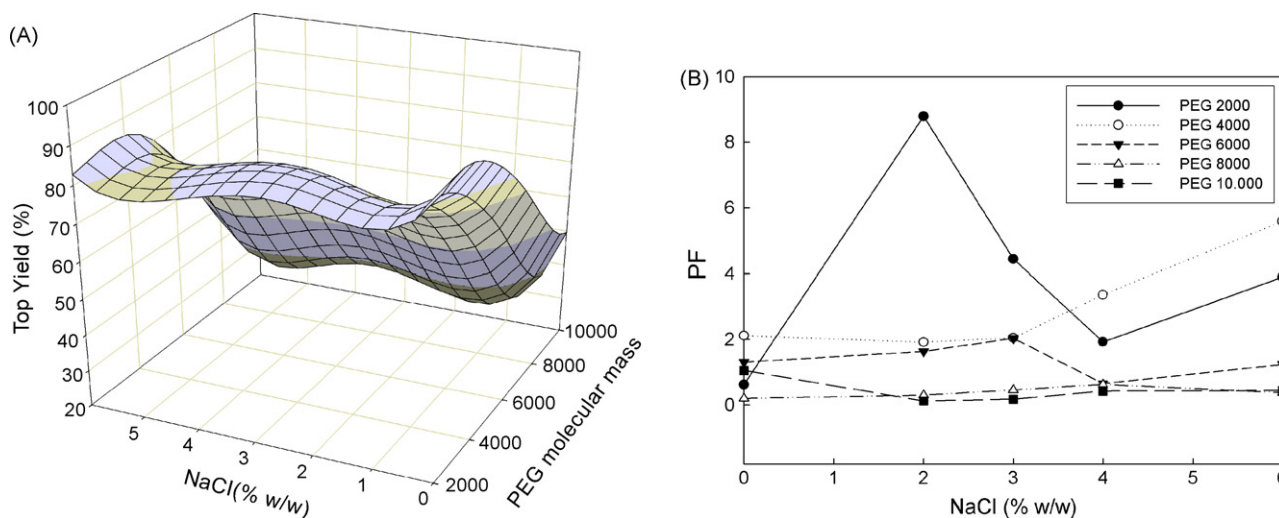 (A)
100
90
80
70
60
50
40
30
20
Top Yield (%)
5
4
3
2
1
0
NaCl(% w/w)
2000
4000
6000
8000
10000
PEG molecular mass
(B)
10
8
6
4
2
0
PF
PEG 2000
PEG 4000
PEG 6000
PEG 8000
PEG 10.000
0
1
2
3
4
5
NaCl (% w/w)